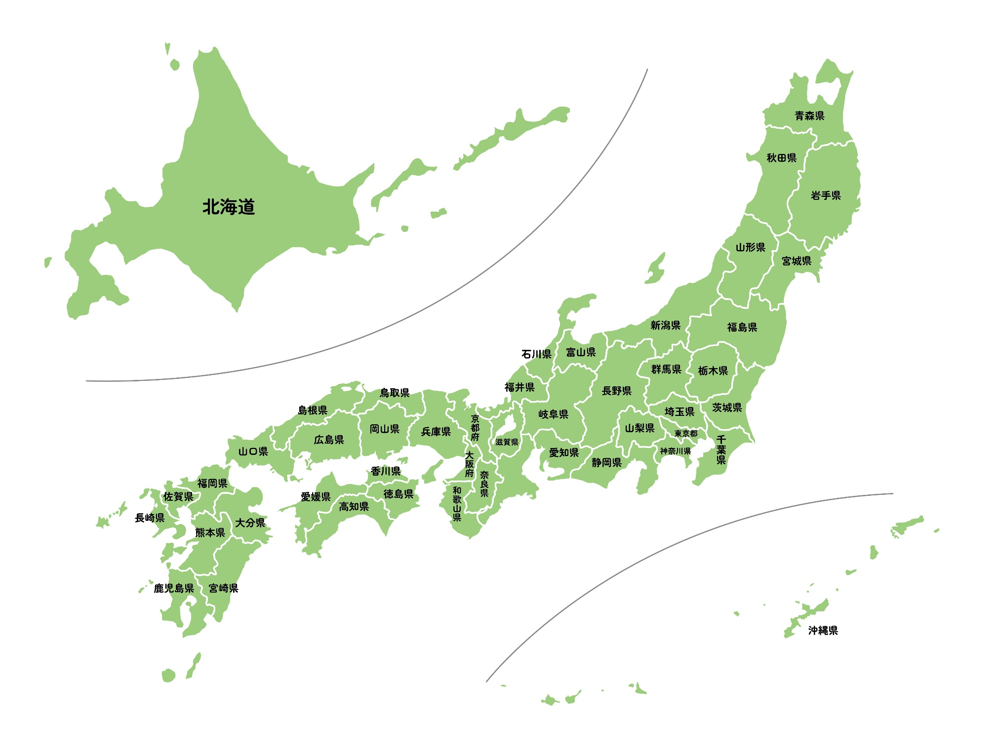 北海道
青森県
秋田県
岩手県
山形県
宮城県
新潟県
福島県
石川県
富山県
群馬県
栃木県
福井県
長野県
鳥取県
島根県
岐阜県
埼玉県
茨城県
京都府
岡山県
兵庫県
山梨県
東京都
広島県
滋賀県
千葉県
山口県
大阪府
愛知県
神奈川県
静岡県
香川県
奈良県
福岡県
佐賀県
愛媛県
徳島県
和歌山県
高知県
長崎県
大分県
熊本県
鹿児島県
宮崎県
沖縄県